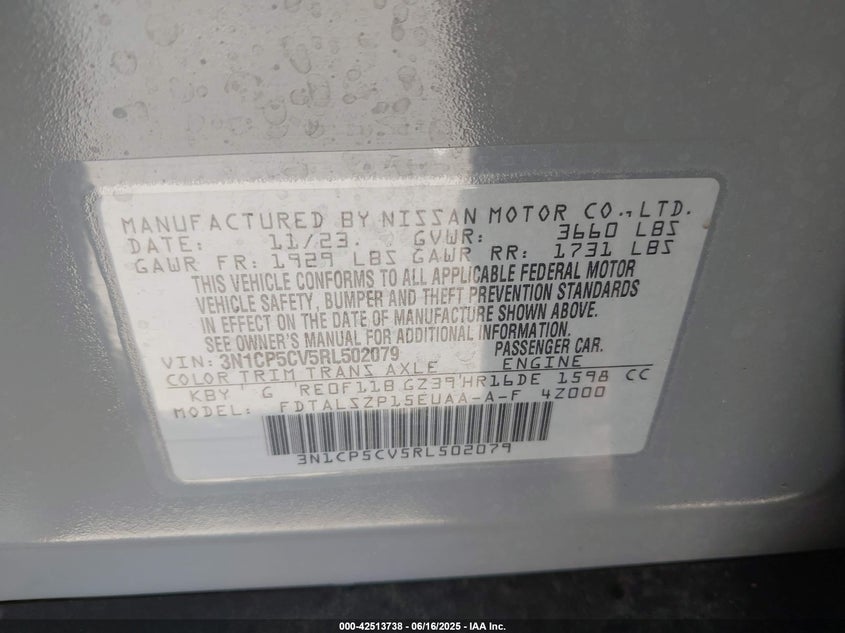 MANUFACTURED BY NISSAN MOTOR CO., LTD.
DATE: 11/23. GVWR: 3660 LBS
GAWR FR: 1929 LBS GAWR RR: 1731 LBS
THIS VEHICLE CONFORMS TO ALL APPLICABLE FEDERAL MOTOR
VEHICLE SAFETY, BUMPER AND THEFT PREVENTION STANDARDS
IN EFFECT ON THE DATE OF MANUFACTURE SHOWN ABOVE.
SEE OWNER'S MANUAL FOR ADDITIONAL INFORMATION.
VIN: 3N1CP5CV5RL502079 PASSENGER CAR.
COLOR TRIM TRANS AXLE ENGINE
KBY G RE0F11B GZ39 HR16DE 1598 CC
MODEL: FDTALSZP15EUAA-A-F 4Z000
3N1CP5CV5RL502079
000-42513738 - 06/16/2025 - IAA Inc.